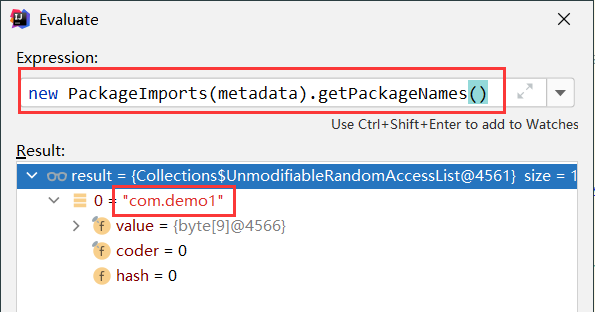 Evaluate
Expression:
new PackageImports(metadata).getPackageNames()
Use Ctrl+Shift+Enter to add to Watches
Result:
result = {Collections$UnmodifiableRandomAccessList@4561} size = 1
0 = "com.demo1"
value = {byte[9]@4566}
coder = 0
hash = 0